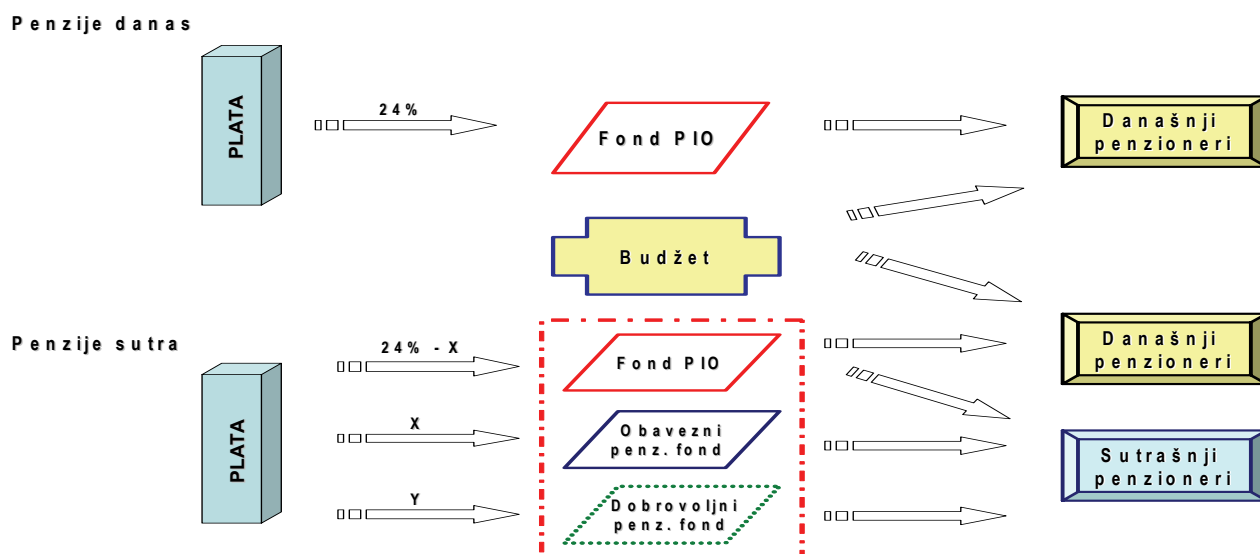 Penzije danas
PLATA
24%
Fond PIO
Današnji
penzioneri
Budžet
Penzije sutra
PLATA
24% - X
Fond PIO
Današnji
penzioneri
X
Obavezni
penz. fond
Sutrašnji
penzioneri
Y
Dobrovoljni
penz. fond